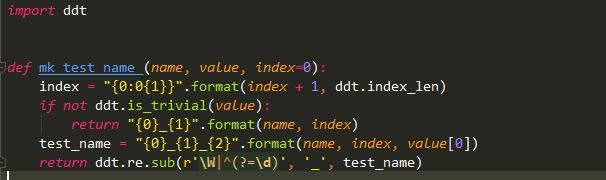 import ddt
def mk_test_name (name, value, index=0):
index = "{0:0{1}}".format(index + 1, ddt.index_len)
if not ddt.is_trivial(value):
return "{0}_{1}".format(name, index)
test_name = "{0}_{1}_{2}".format(name, index, value[0])
return ddt.re.sub(r'\W|^(?=\d)', '_', test_name)